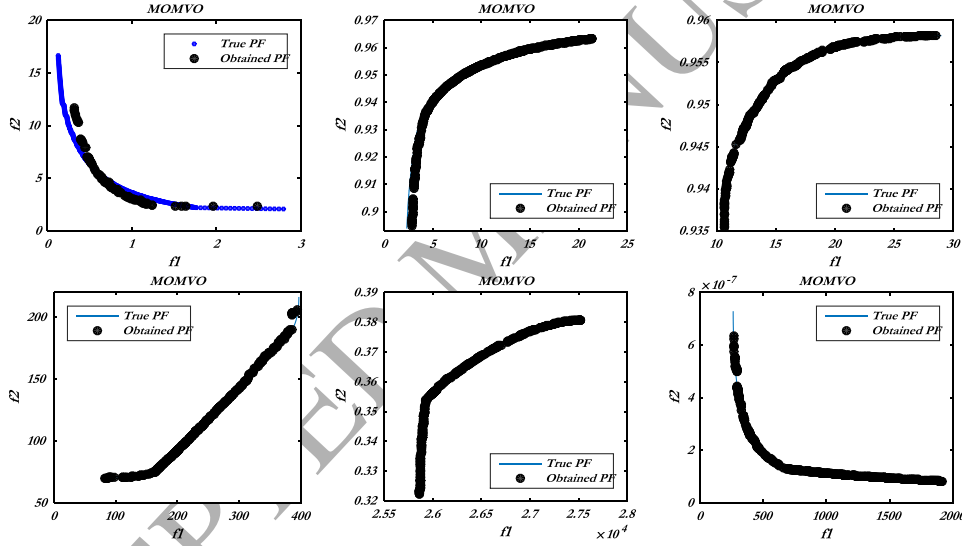 MOMVO
20
15
10
5
0
f2
0
1
2
3
f1
True PF
Obtained PF
MOMVO
0.97
0.96
0.95
0.94
0.93
0.92
0.91
0.9
f2
0
5
10
15
20
25
f1
True PF
Obtained PF
MOMVO
0.96
0.955
0.95
0.945
0.94
0.935
f2
10
15
20
25
30
f1
True PF
Obtained PF
MOMVO
200
150
100
50
f2
0
100
200
300
400
f1
True PF
Obtained PF
MOMVO
0.39
0.38
0.37
0.36
0.35
0.34
0.33
0.32
f2
2.55
2.6
2.65
2.7
2.75
2.8
×10^4
f1
True PF
Obtained PF
MOMVO
×10^-7
8
6
4
2
0
f2
0
500
1000
1500
2000
f1
True PF
Obtained PF